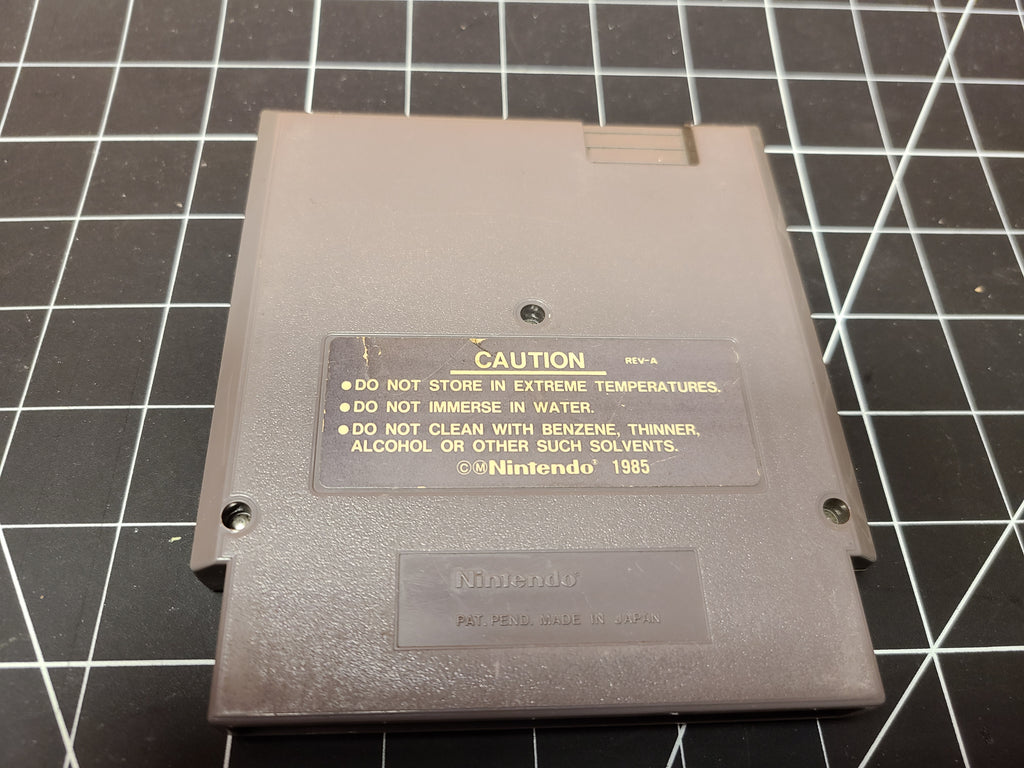 CAUTION REV-A
●DO NOT STORE IN EXTREME TEMPERATURES.
●DO NOT IMMERSE IN WATER.
●DO NOT CLEAN WITH BENZENE, THINNER,
ALCOHOL OR OTHER SUCH SOLVENTS.
©ⓂNintendo® 1985
Nintendo®
PAT. PEND. MADE IN JAPAN